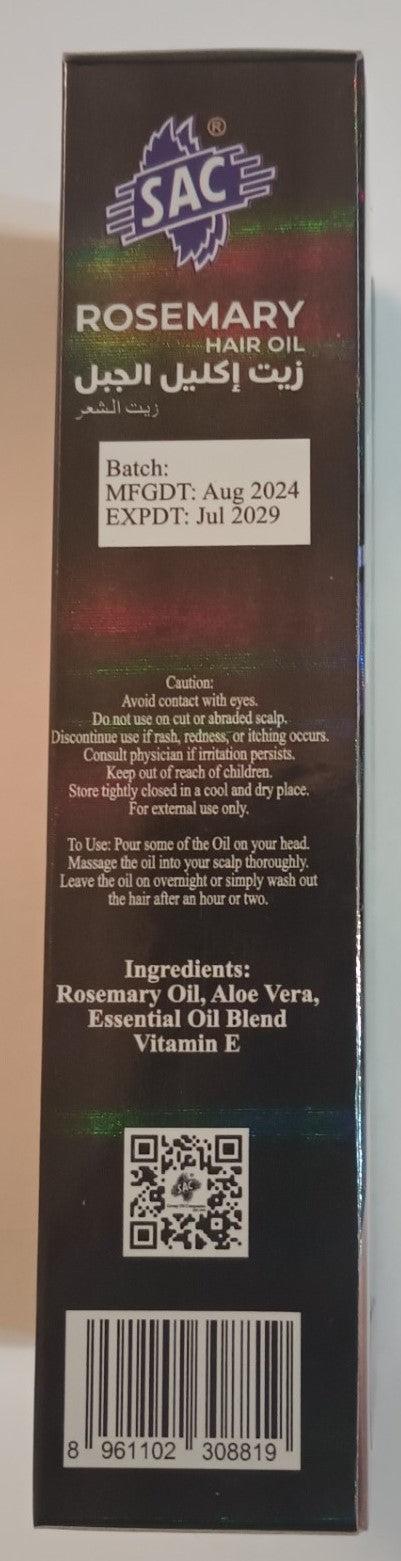 SAC
®
ROSEMARY
HAIR OIL
زيت إكليل الجبل
زيت الشعر
Batch:
MFGDT: Aug 2024
EXPDT: Jul 2029
Caution:
Avoid contact with eyes.
Do not use on cut or abraded scalp.
Discontinue use if rash, redness, or itching occurs.
Consult physician if irritation persists.
Keep out of reach of children.
Store tightly closed in a cool and dry place.
For external use only.
To Use: Pour some of the Oil on your head.
Massage the oil into your scalp thoroughly.
Leave the oil on overnight or simply wash out
the hair after an hour or two.
Ingredients:
Rosemary Oil, Aloe Vera,
Essential Oil Blend
Vitamin E
SAC
8 961102 308819